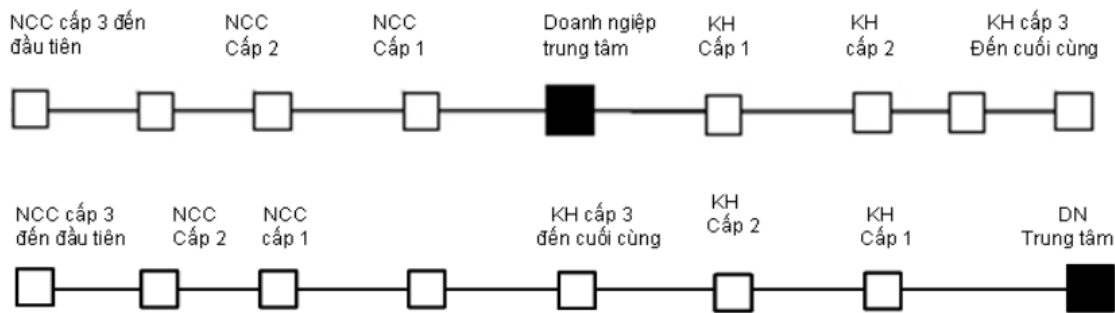 NCC cấp 3 đến
đầu tiên
NCC
Cấp 2
NCC
Cấp 1
Doanh ngiệp
trung tâm
KH
Cấp 1
KH
cấp 2
KH cấp 3
Đến cuối cùng
NCC cấp 3
đến đầu tiên
NCC
Cấp 2
NCC
cấp 1
KH cấp 3
đến cuối cùng
KH
Cấp 2
KH
Cấp 1
DN
Trung tâm